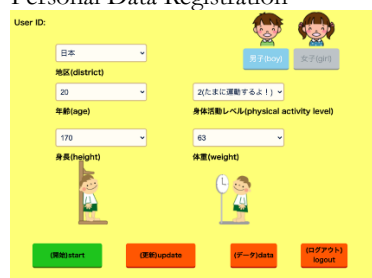 Personal Data Registration
User ID:
男子(boy) 女子(girl)
日本
地区(district)
20 2(たまに運動するよ！)
年齢(age) 身体活動レベル(physical activity level)
170 63
身長(height) 体重(weight)
(開始)start (更新)update (データ)data (ログアウト)
logout